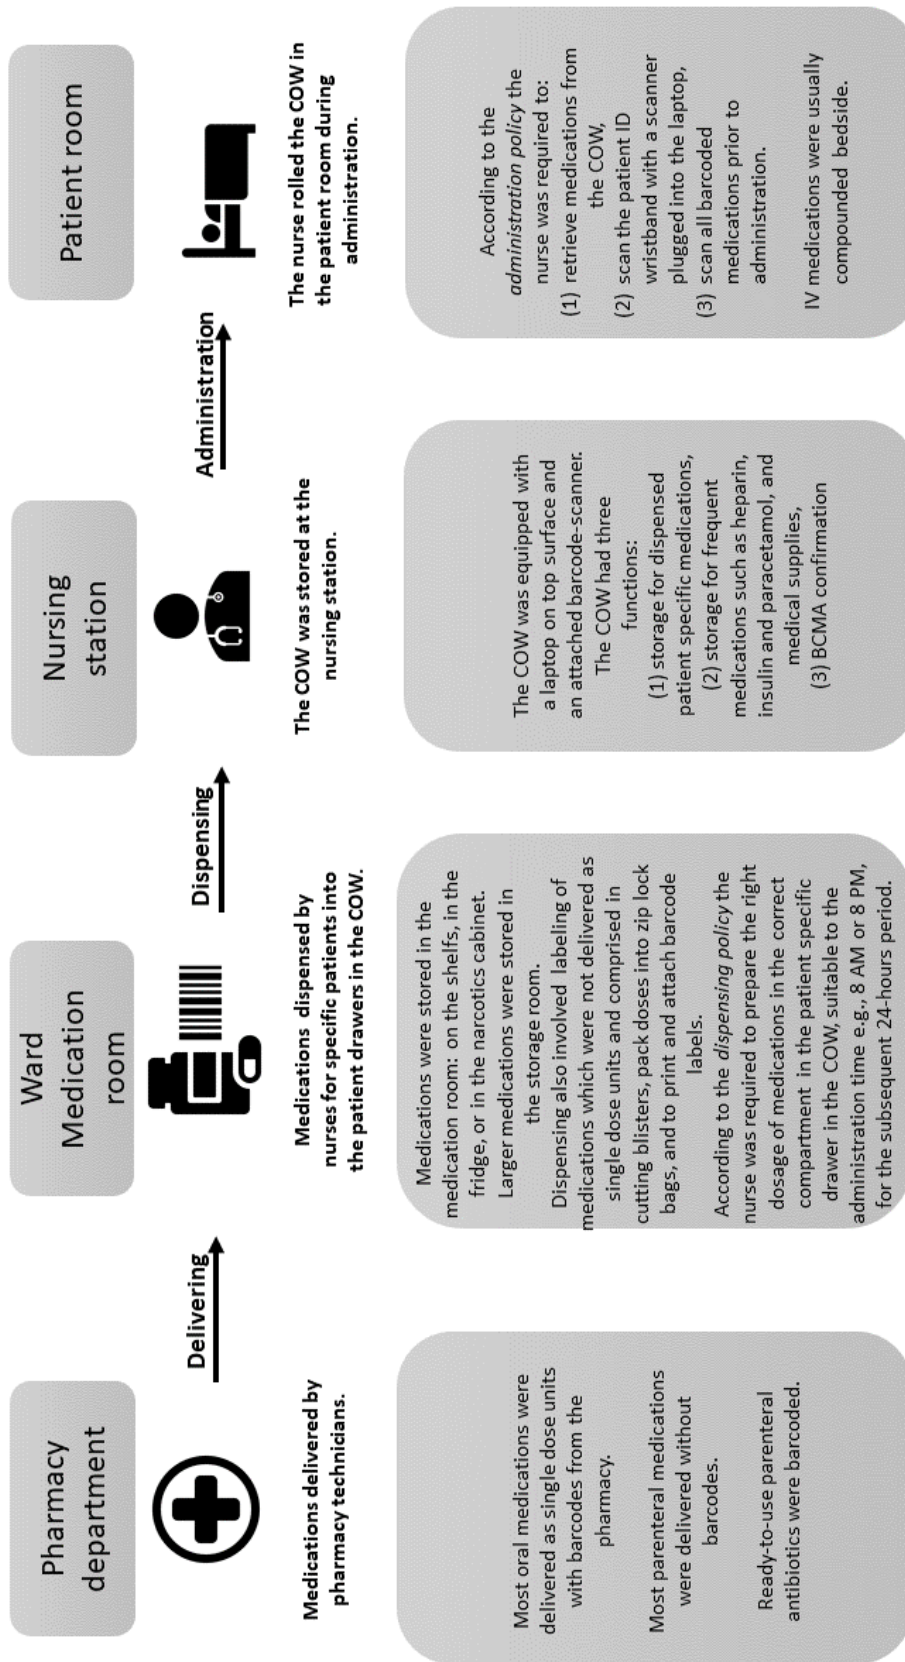 Pharmacy
department
Delivering
Ward
Medication
room
Dispensing
Nursing
station
Administration
Patient room
Medications delivered by
pharmacy technicians.
Medications dispensed by
nurses for specific patients into
the patient drawers in the COW.
The COW was stored at the
nursing station.
The nurse rolled the COW in
the patient room during
administration.
Most oral medications were
delivered as single dose units
with barcodes from the
pharmacy.
Most parenteral medications
were delivered without
barcodes.
Ready-to-use parenteral
antibiotics were barcoded.
Medications were stored in the
medication room: on the shelfs, in the
fridge, or in the narcotics cabinet.
Larger medications were stored in
the storage room.
Dispensing also involved labeling of
medications which were not delivered as
single dose units and comprised in
cutting blisters, pack doses into zip lock
bags, and to print and attach barcode
labels.
According to the dispensing policy the
nurse was required to prepare the right
dosage of medications in the correct
compartment in the patient specific
drawer in the COW, suitable to the
administration time e.g., 8 AM or 8 PM,
for the subsequent 24-hours period.
The COW was equipped with
a laptop on top surface and
an attached barcode-scanner.
The COW had three
functions:
(1) storage for dispensed
patient specific medications,
(2) storage for frequent
medications such as heparin,
insulin and paracetamol, and
medical supplies,
(3) BCMA confirmation
According to the
administration policy the
nurse was required to:
(1) retrieve medications from
the COW,
(2) scan the patient ID
wristband with a scanner
plugged into the laptop,
(3) scan all barcoded
medications prior to
administration.
IV medications were usually
compounded bedside.